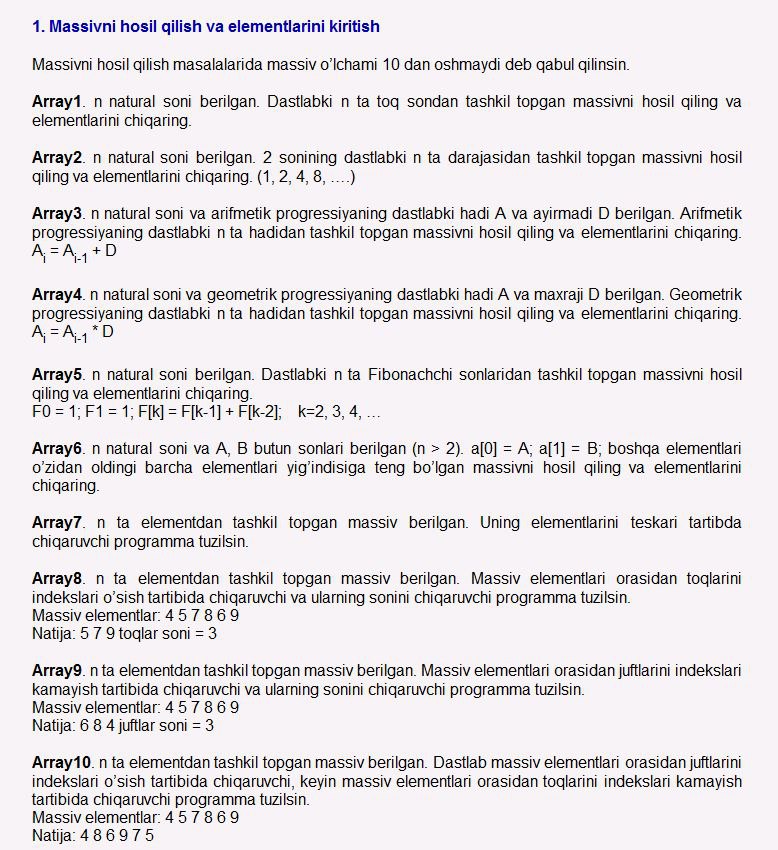 1. Massivni hosil qilish va elementlarini kiritish
Massivni hosil qilish masalalarida massiv o’lchami 10 dan oshmaydi deb qabul qilinsin.
Array1. n natural soni berilgan. Dastlabki n ta toq sondan tashkil topgan massivni hosil qiling va
elementlarini chiqaring.
Array2. n natural soni berilgan. 2 sonining dastlabki n ta darajasidan tashkil topgan massivni hosil
qiling va elementlarini chiqaring. (1, 2, 4, 8, ....)
Array3. n natural soni va arifmetik progressiyaning dastlabki hadi A va ayirmadi D berilgan. Arifmetik
progressiyaning dastlabki n ta hadidan tashkil topgan massivni hosil qiling va elementlarini chiqaring.
Ai = Ai-1 + D
Array4. n natural soni va geometrik progressiyaning dastlabki hadi A va maxraji D berilgan. Geometrik
progressiyaning dastlabki n ta hadidan tashkil topgan massivni hosil qiling va elementlarini chiqaring.
Ai = Ai-1 * D
Array5. n natural soni berilgan. Dastlabki n ta Fibonachchi sonlaridan tashkil topgan massivni hosil
qiling va elementlarini chiqaring.
F0 = 1; F1 = 1; F[k] = F[k-1] + F[k-2]; k=2, 3, 4, ...
Array6. n natural soni va A, B butun sonlari berilgan (n > 2). a[0] = A; a[1] = B; boshqa elementlari
o’zidan oldingi barcha elementlari yig’indisiga teng bo’lgan massivni hosil qiling va elementlarini
chiqaring.
Array7. n ta elementdan tashkil topgan massiv berilgan. Uning elementlarini teskari tartibda
chiqaruvchi programma tuzilsin.
Array8. n ta elementdan tashkil topgan massiv berilgan. Massiv elementlari orasidan toqlarini
indekslari o’sish tartibida chiqaruvchi va ularning sonini chiqaruvchi programma tuzilsin.
Massiv elementlar: 4 5 7 8 6 9
Natija: 5 7 9 toqlar soni = 3
Array9. n ta elementdan tashkil topgan massiv berilgan. Massiv elementlari orasidan juftlarini indekslari
kamayish tartibida chiqaruvchi va ularning sonini chiqaruvchi programma tuzilsin.
Massiv elementlar: 4 5 7 8 6 9
Natija: 6 8 4 juftlar soni = 3
Array10. n ta elementdan tashkil topgan massiv berilgan. Dastlab massiv elementlari orasidan juftlarini
indekslari o’sish tartibida chiqaruvchi, keyin massiv elementlari orasidan toqlarini indekslari kamayish
tartibida chiqaruvchi programma tuzilsin.
Massiv elementlar: 4 5 7 8 6 9
Natija: 4 8 6 9 7 5